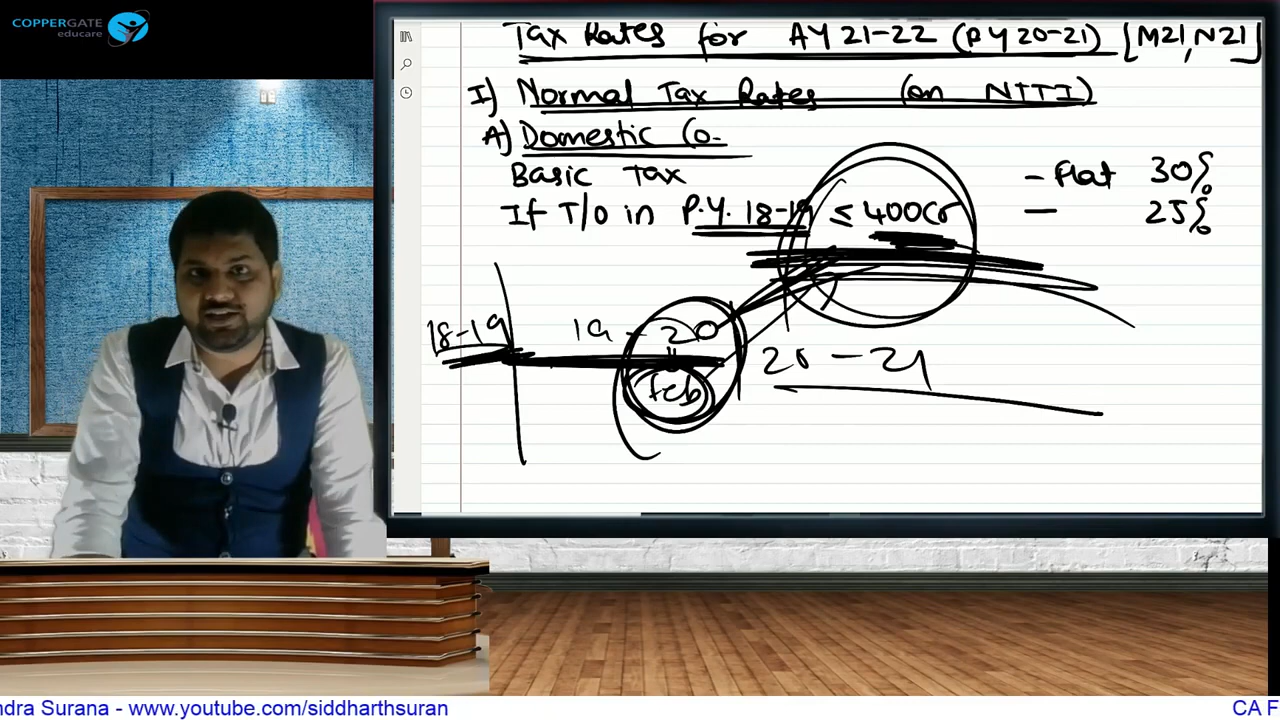 COPPERGATE
educare
Tax Rates for AY 21-22 (PY 20-21) [M21, N21]
I) Normal Tax Rates (on NTTI)
A) Domestic Co-
Basic Tax - Flat 30%
If T/O in P.Y. 18-19 ≤ 400Cr - 25%
18-19 19-20 20-21
Feb
ndra Surana - www.youtube.com/siddharthsuran CA F